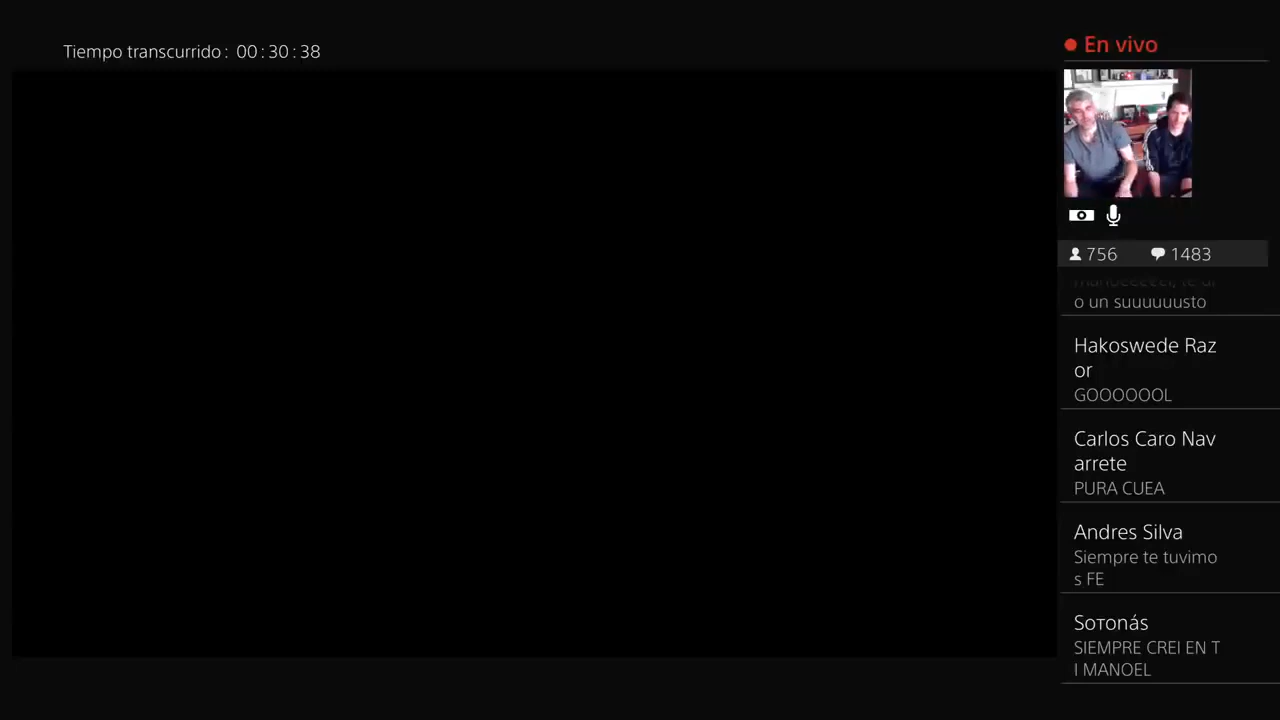 Tiempo transcurrido: 00:30:38
En vivo
756 1483
o un suuuuuusto
Hakoswede Raz
or
GOOOOOOL
Carlos Caro Nav
arrete
PURA CUEA
Andres Silva
Siempre te tuvimo
s FE
Soтonás
SIEMPRE CREI EN T
I MANOEL